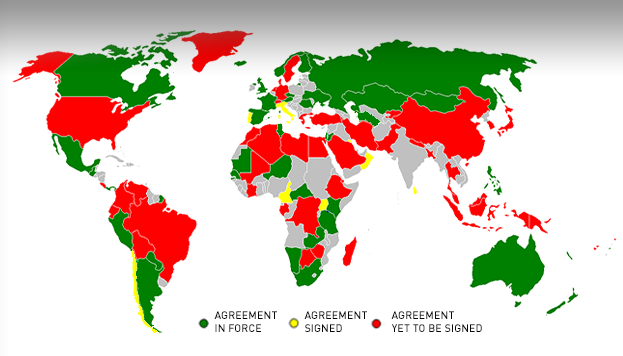 AGREEMENT
IN FORCE
AGREEMENT
SIGNED
AGREEMENT
YET TO BE SIGNED